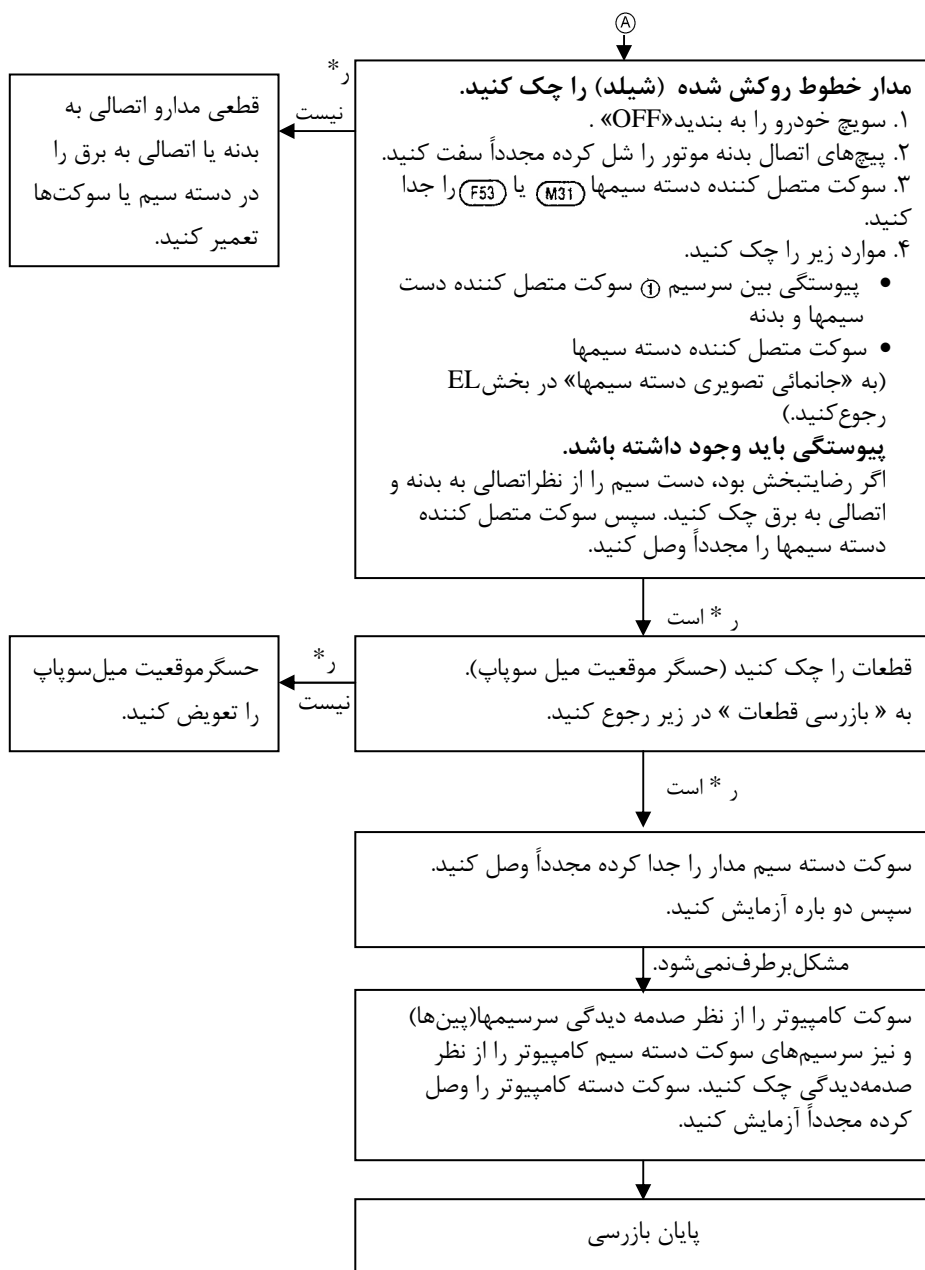 A
مدار خطوط روکش شده (شیلد) را چک کنید.
۱. سویچ خودرو را به بندید«OFF» .
۲. پیچ‌های اتصال بدنه موتور را شل کرده مجدداً سفت کنید.
۳. سوکت متصل کننده دسته سیمها M31 یا F53 را جدا
کنید.
۴. موارد زیر را چک کنید.
• پیوستگی بین سرسیم ① سوکت متصل کننده دست
سیمها و بدنه
• سوکت متصل کننده دسته سیمها
(به «جانمائی تصویری دسته سیمها» در بخشEL
رجوع‌کنید.)
پیوستگی باید وجود داشته باشد.
اگر رضایتبخش بود، دست سیم را از نظراتصالی به بدنه و
اتصالی به برق چک کنید. سپس سوکت متصل کننده
دسته سیمها را مجدداً وصل کنید.
ر*
نیست
قطعی مدارو اتصالی به
بدنه یا اتصالی به برق را
در دسته سیم یا سوکت‌ها
تعمیر کنید.
ر * است
قطعات را چک کنید (حسگر موقعیت میل سوپاپ).
به « بازرسی قطعات » در زیر رجوع کنید.
ر*
نیست
حسگرموقعیت میل‌سوپاپ
را تعویض کنید.
ر * است
سوکت دسته سیم مدار را جدا کرده مجدداً وصل کنید.
سپس دو باره آزمایش کنید.
مشکل‌برطرف‌نمی‌شود.
سوکت کامپیوتر را از نظر صدمه دیدگی سرسیمها(پین‌ها)
و نیز سرسیم‌های سوکت دسته سیم کامپیوتر را از نظر
صدمه‌دیدگی چک کنید. سوکت دسته کامپیوتر را وصل
کرده مجدداً آزمایش کنید.
پایان بازرسی